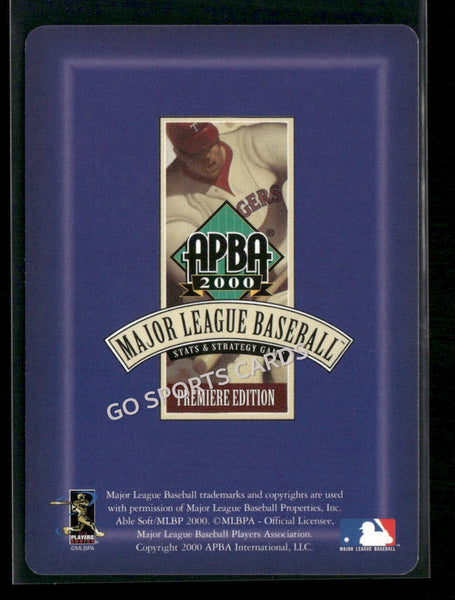 T
GERS
APBA®
2000
MAJOR LEAGUE BASEBALL™
STATS & STRATEGY GAME
GO SPORTS CARDS
PREMIERE EDITION
Major League Baseball trademarks and copyrights are used
with permission of Major League Baseball Properties, Inc.
Able Soft/MLBP 2000. ©MLBPA - Official Licensee,
Major League Baseball Players Association.
Copyright 2000 APBA International, LLC.
PLAYERS
CHOICE
©MLBPA
MAJOR LEAGUE BASEBALL